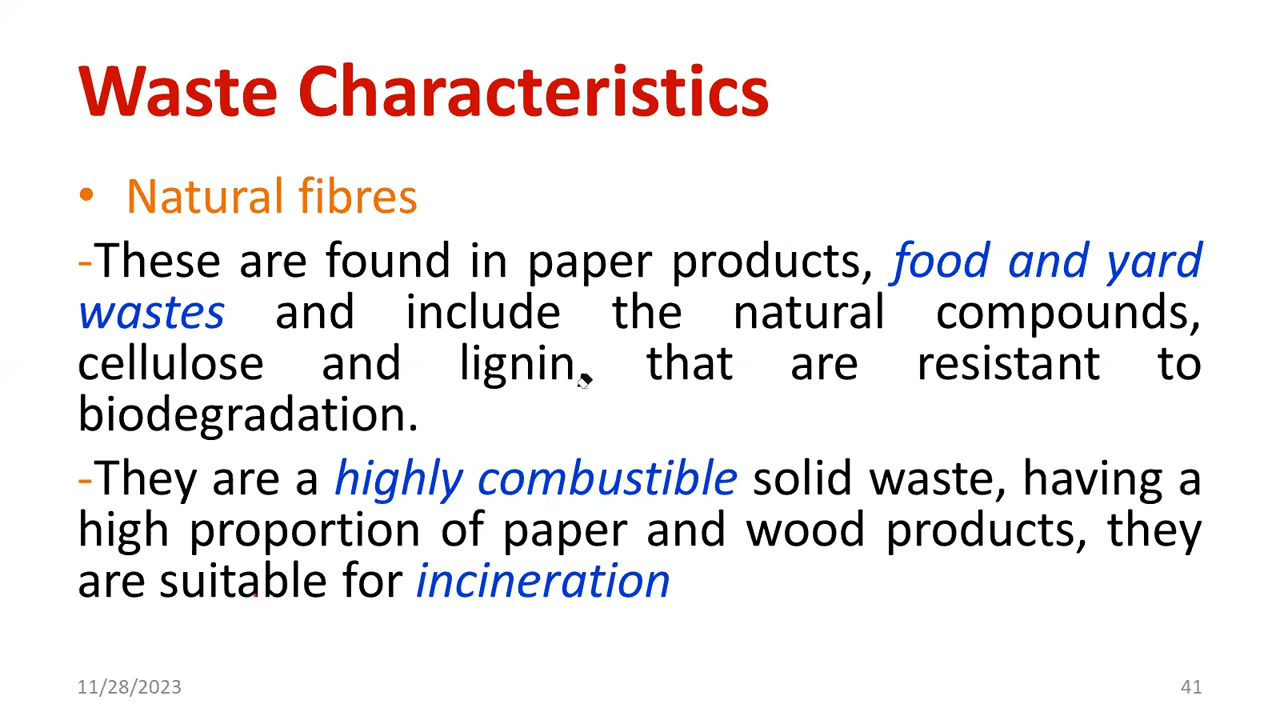 Waste Characteristics
• Natural fibres
-These are found in paper products, food and yard
wastes and include the natural compounds,
cellulose and lignin, that are resistant to
biodegradation.
-They are a highly combustible solid waste, having a
high proportion of paper and wood products, they
are suitable for incineration
11/28/2023
41